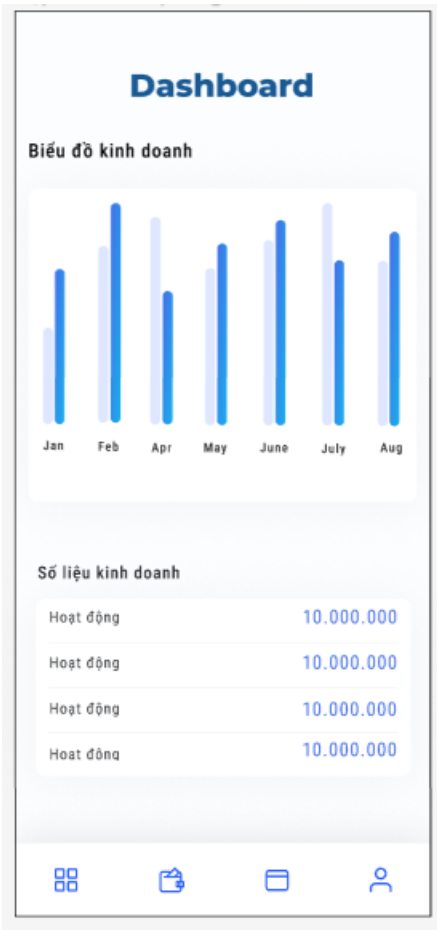 Dashboard
Biểu đồ kinh doanh
Jan Feb Apr May June July Aug
Số liệu kinh doanh
Hoạt động 10.000.000
Hoạt động 10.000.000
Hoạt động 10.000.000
Hoạt động 10.000.000